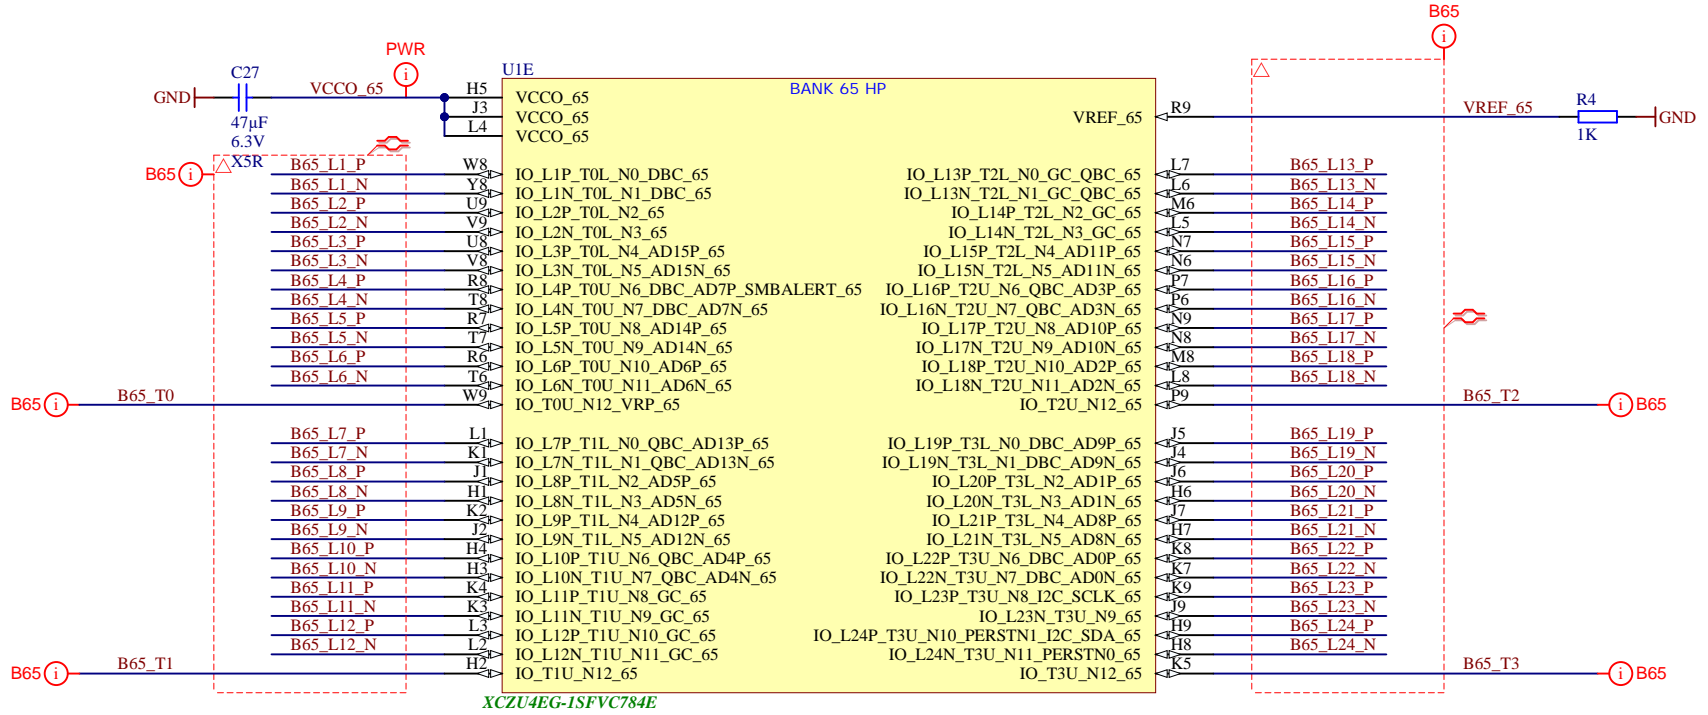 B65
PWR
C27
U1E
BANK 65 HP
GND
VCCO_65
H5
VCCO_65
47µF
6.3V
X5R
J3
VCCO_65
L4
VCCO_65
VREF_65
R9
VREF_65
R4
1K
GND
B65
B65_L1_P W8 IO_L1P_T0L_N0_DBC_65
B65_L1_N Y8 IO_L1N_T0L_N1_DBC_65
B65_L2_P U9 IO_L2P_T0L_N2_65
B65_L2_N V9 IO_L2N_T0L_N3_65
B65_L3_P U8 IO_L3P_T0L_N4_AD15P_65
B65_L3_N V8 IO_L3N_T0L_N5_AD15N_65
B65_L4_P R8 IO_L4P_T0U_N6_DBC_AD7P_SMBALERT_65
B65_L4_N T8 IO_L4N_T0U_N7_DBC_AD7N_65
B65_L5_P R7 IO_L5P_T0U_N8_AD14P_65
B65_L5_N T7 IO_L5N_T0U_N9_AD14N_65
B65_L6_P R6 IO_L6P_T0U_N10_AD6P_65
B65_L6_N T6 IO_L6N_T0U_N11_AD6N_65
B65 B65_T0 W9 IO_T0U_N12_VRP_65
B65_L7_P L1 IO_L7P_T1L_N0_QBC_AD13P_65
B65_L7_N K1 IO_L7N_T1L_N1_QBC_AD13N_65
B65_L8_P J1 IO_L8P_T1L_N2_AD5P_65
B65_L8_N H1 IO_L8N_T1L_N3_AD5N_65
B65_L9_P K2 IO_L9P_T1L_N4_AD12P_65
B65_L9_N J2 IO_L9N_T1L_N5_AD12N_65
B65_L10_P H4 IO_L10P_T1U_N6_QBC_AD4P_65
B65_L10_N H3 IO_L10N_T1U_N7_QBC_AD4N_65
B65_L11_P K4 IO_L11P_T1U_N8_GC_65
B65_L11_N K3 IO_L11N_T1U_N9_GC_65
B65_L12_P L3 IO_L12P_T1U_N10_GC_65
B65_L12_N L2 IO_L12N_T1U_N11_GC_65
B65 B65_T1 H2 IO_T1U_N12_65
IO_L13P_T2L_N0_GC_QBC_65 L7 B65_L13_P
IO_L13N_T2L_N1_GC_QBC_65 L6 B65_L13_N
IO_L14P_T2L_N2_GC_65 M6 B65_L14_P
IO_L14N_T2L_N3_GC_65 L5 B65_L14_N
IO_L15P_T2L_N4_AD11P_65 N7 B65_L15_P
IO_L15N_T2L_N5_AD11N_65 N6 B65_L15_N
IO_L16P_T2U_N6_QBC_AD3P_65 P7 B65_L16_P
IO_L16N_T2U_N7_QBC_AD3N_65 P6 B65_L16_N
IO_L17P_T2U_N8_AD10P_65 N9 B65_L17_P
IO_L17N_T2U_N9_AD10N_65 N8 B65_L17_N
IO_L18P_T2U_N10_AD2P_65 M8 B65_L18_P
IO_L18N_T2U_N11_AD2N_65 L8 B65_L18_N
IO_T2U_N12_65 P9 B65_T2 B65
IO_L19P_T3L_N0_DBC_AD9P_65 J5 B65_L19_P
IO_L19N_T3L_N1_DBC_AD9N_65 J4 B65_L19_N
IO_L20P_T3L_N2_AD1P_65 J6 B65_L20_P
IO_L20N_T3L_N3_AD1N_65 H6 B65_L20_N
IO_L21P_T3L_N4_AD8P_65 J7 B65_L21_P
IO_L21N_T3L_N5_AD8N_65 H7 B65_L21_N
IO_L22P_T3U_N6_DBC_AD0P_65 K8 B65_L22_P
IO_L22N_T3U_N7_DBC_AD0N_65 K7 B65_L22_N
IO_L23P_T3U_N8_I2C_SCLK_65 K9 B65_L23_P
IO_L23N_T3U_N9_65 J9 B65_L23_N
IO_L24P_T3U_N10_PERSTN1_I2C_SDA_65 H9 B65_L24_P
IO_L24N_T3U_N11_PERSTN0_65 H8 B65_L24_N
IO_T3U_N12_65 K5 B65_T3 B65
XCZU4EG-1SFVC784E